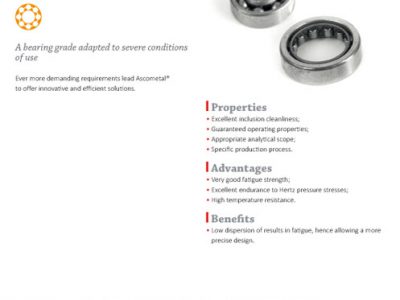 A bearing grade adapted to severe conditions
of use
Ever more demanding requirements lead Ascometal®
to offer innovative and efficient solutions.
Properties
• Excellent inclusion cleanliness;
• Guaranteed operating properties;
• Appropriate analytical scope;
• Specific production process.
Advantages
• Very good fatigue strength;
• Excellent endurance to Hertz pressure stresses;
• High temperature resistance.
Benefits
• Low dispersion of results in fatigue, hence allowing a more
precise design.